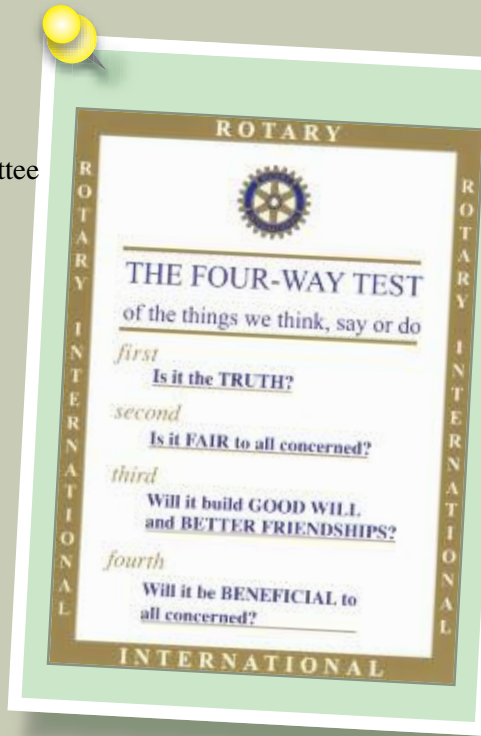 ttee
ROTARY
ROTARY INTERNATIONAL
ROTARY INTERNATIONAL
THE FOUR-WAY TEST
of the things we think, say or do
first
Is it the TRUTH?
second
Is it FAIR to all concerned?
third
Will it build GOOD WILL
and BETTER FRIENDSHIPS?
fourth
Will it be BENEFICIAL to
all concerned?
INTERNATIONAL